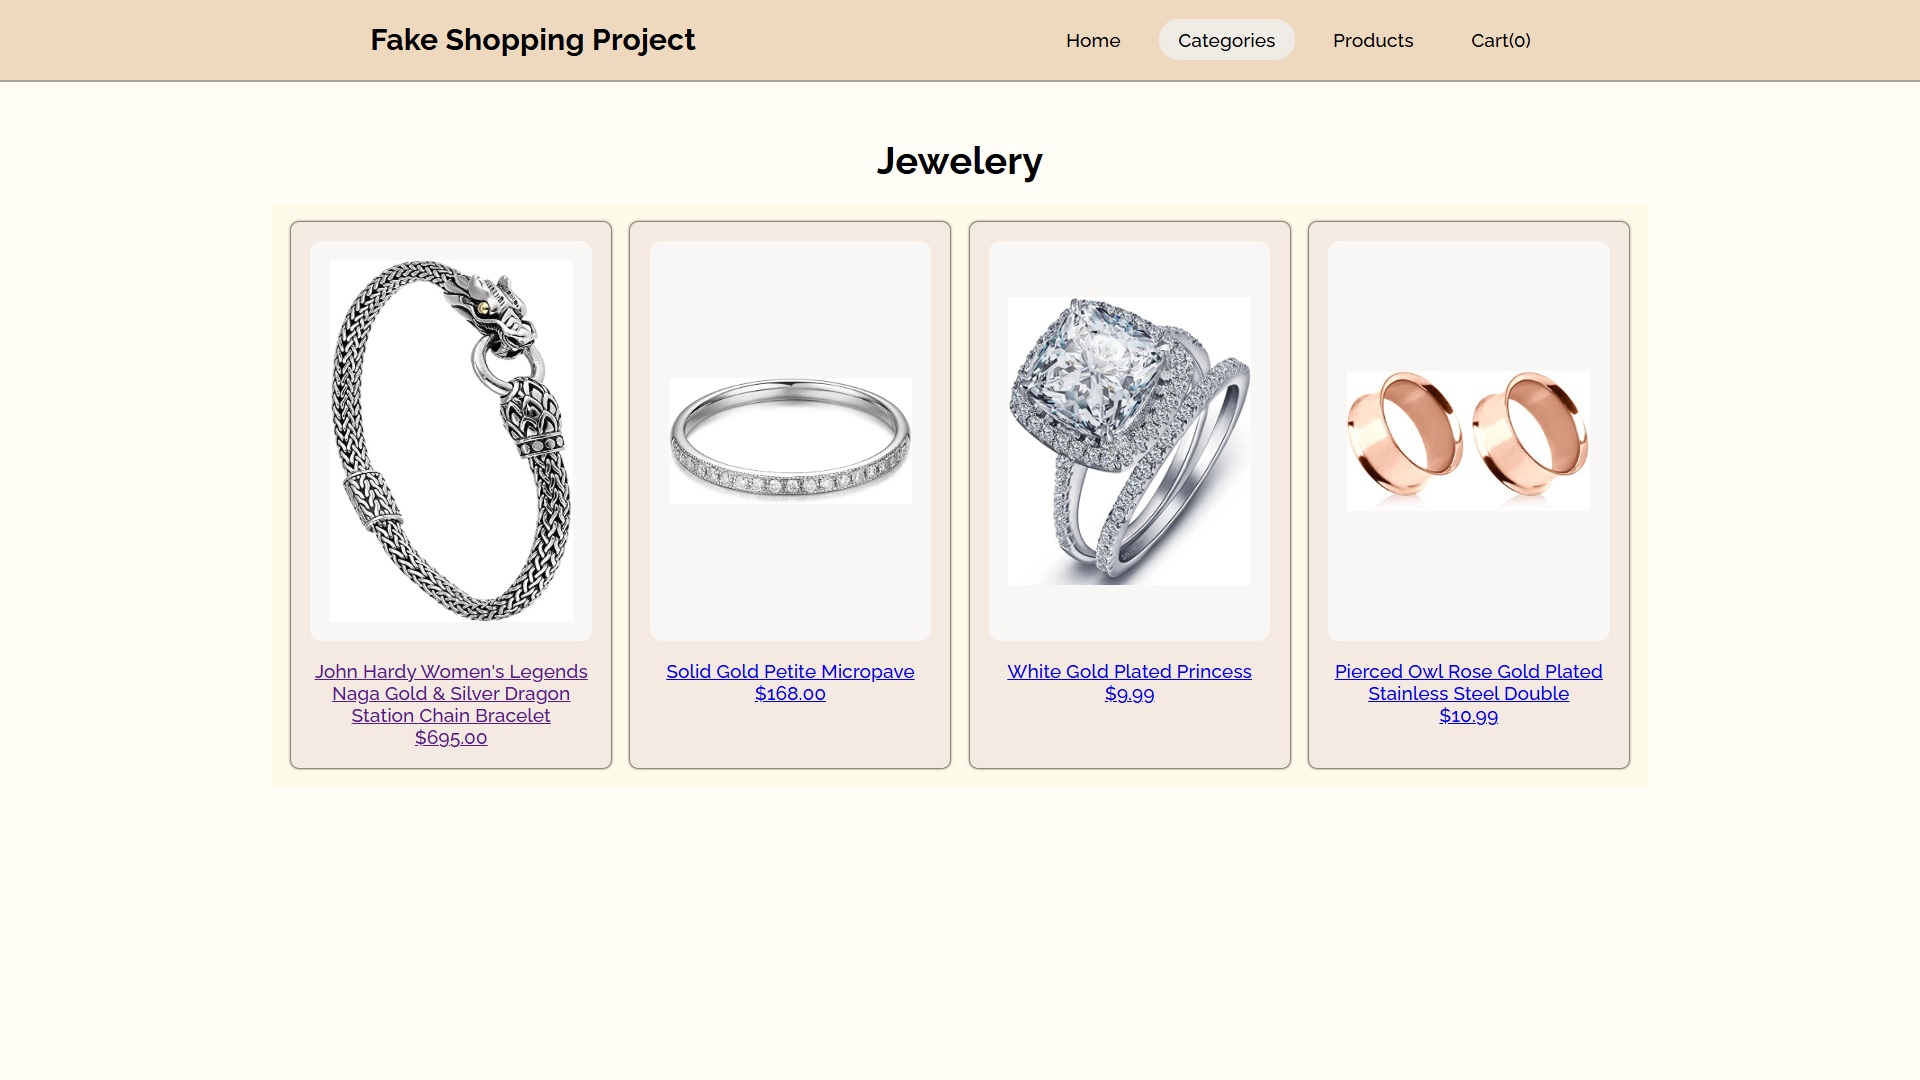 Fake Shopping Project
Home
Categories
Products
Cart(0)
Jewelery
John Hardy Women's Legends
Naga Gold & Silver Dragon
Station Chain Bracelet
$695.00
Solid Gold Petite Micropave
$168.00
White Gold Plated Princess
$9.99
Pierced Owl Rose Gold Plated
Stainless Steel Double
$10.99